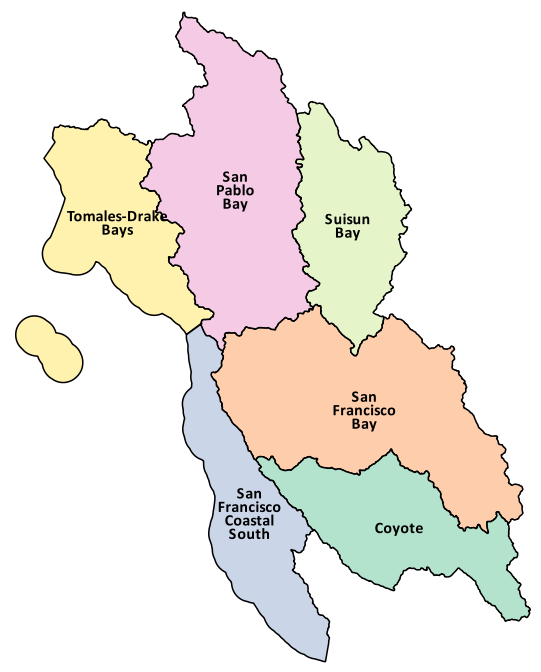 San
Pablo
Bay
Tomales-Drake
Bays
Suisun
Bay
San
Francisco
Bay
San
Francisco
Coastal
South
Coyote